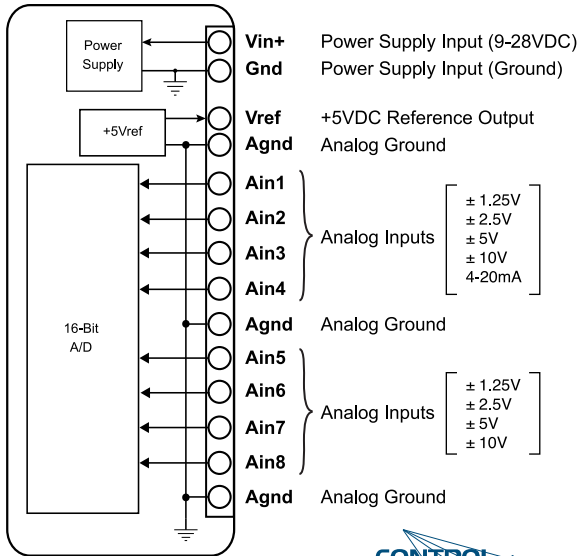 Power Supply
Vin+ Power Supply Input (9-28VDC)
Gnd Power Supply Input (Ground)
+5Vref
Vref +5VDC Reference Output
Agnd Analog Ground
16-Bit A/D
Ain1
Ain2
Ain3
Ain4
Analog Inputs
± 1.25V
± 2.5V
± 5V
± 10V
4-20mA
Agnd Analog Ground
Ain5
Ain6
Ain7
Ain8
Analog Inputs
± 1.25V
± 2.5V
± 5V
± 10V
Agnd Analog Ground
CONTROL